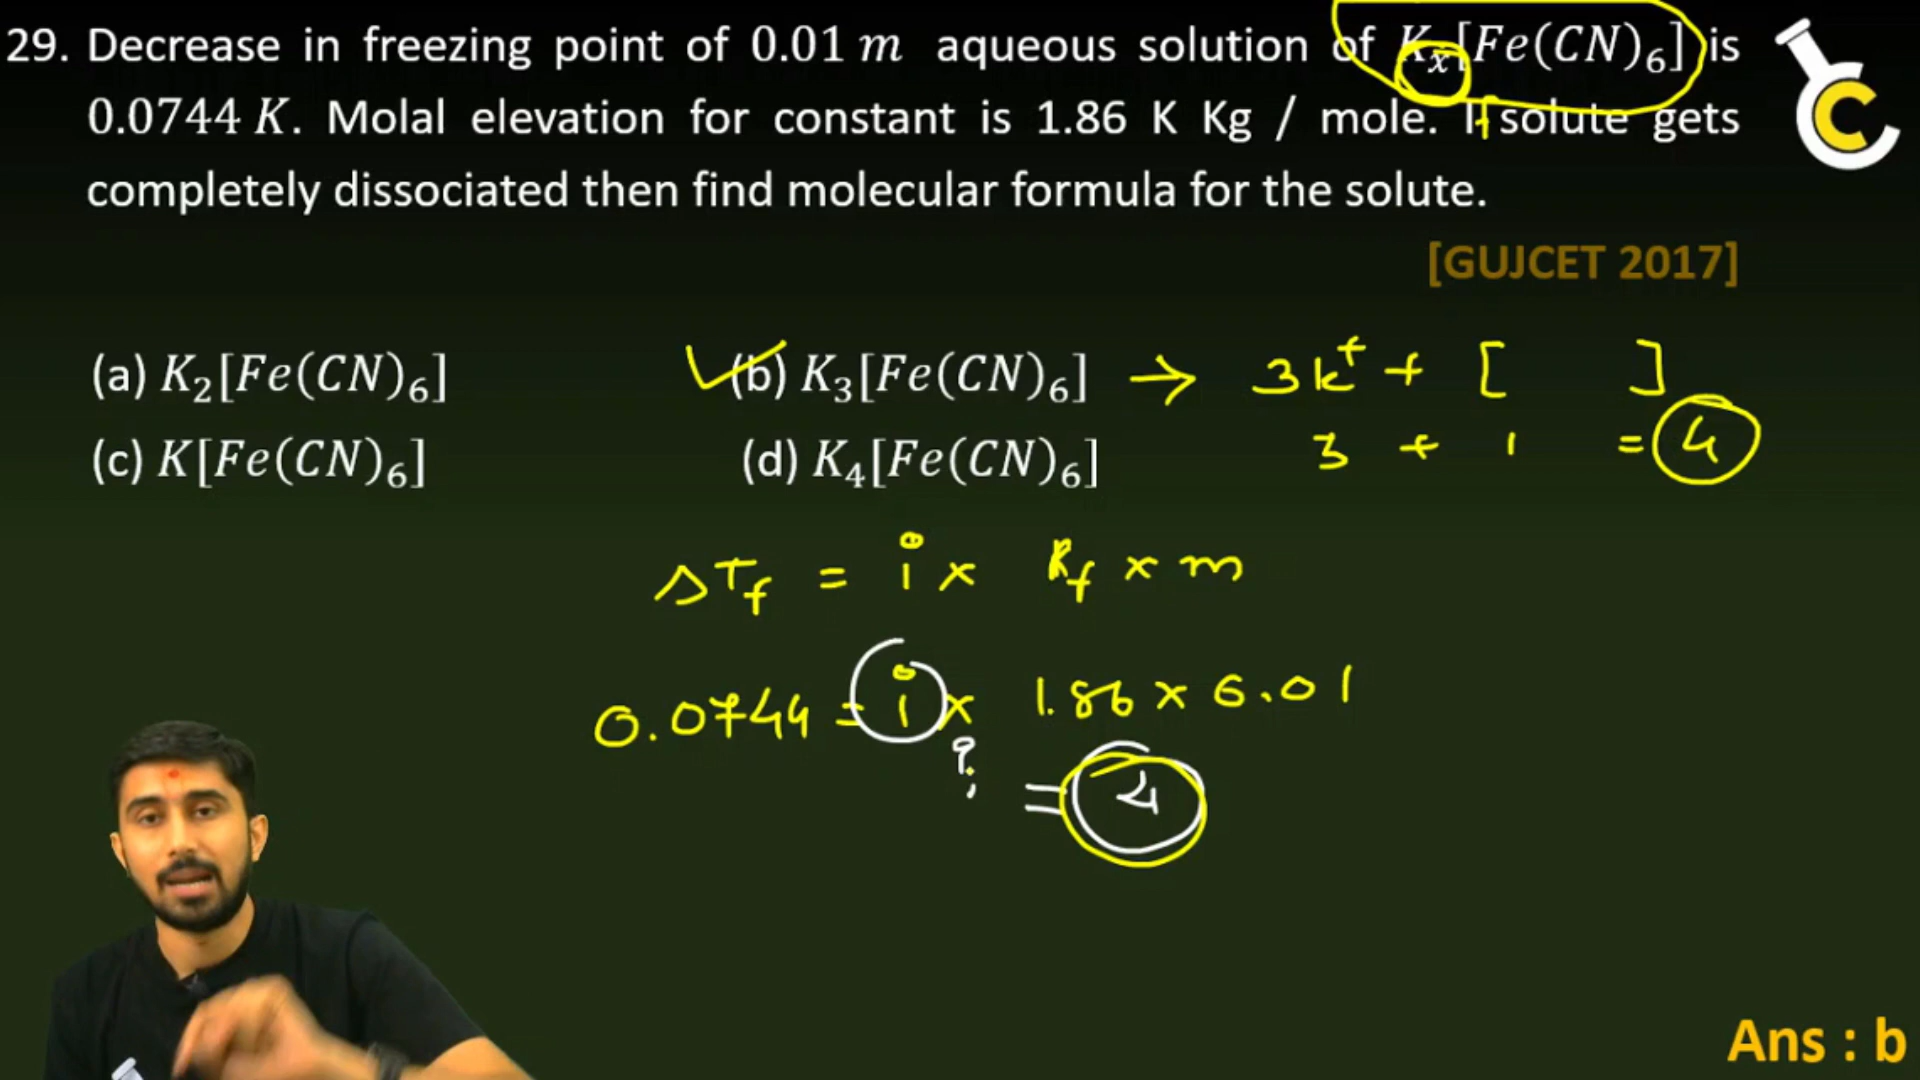 29. Decrease in freezing point of 0.01 m aqueous solution of Kₓ[Fe(CN)₆] is
0.0744 K. Molal elevation for constant is 1.86 K Kg / mole. If solute gets
completely dissociated then find molecular formula for the solute.
[GUJCET 2017]
(a) K₂[Fe(CN)₆] (b) K₃[Fe(CN)₆] → 3K⁺ + [ ]
(c) K[Fe(CN)₆] (d) K₄[Fe(CN)₆] 3 + 1 = 4
ΔTf = i × Kf × m
0.0744 = i × 1.86 × 0.01
?
= 4
C
Ans : b